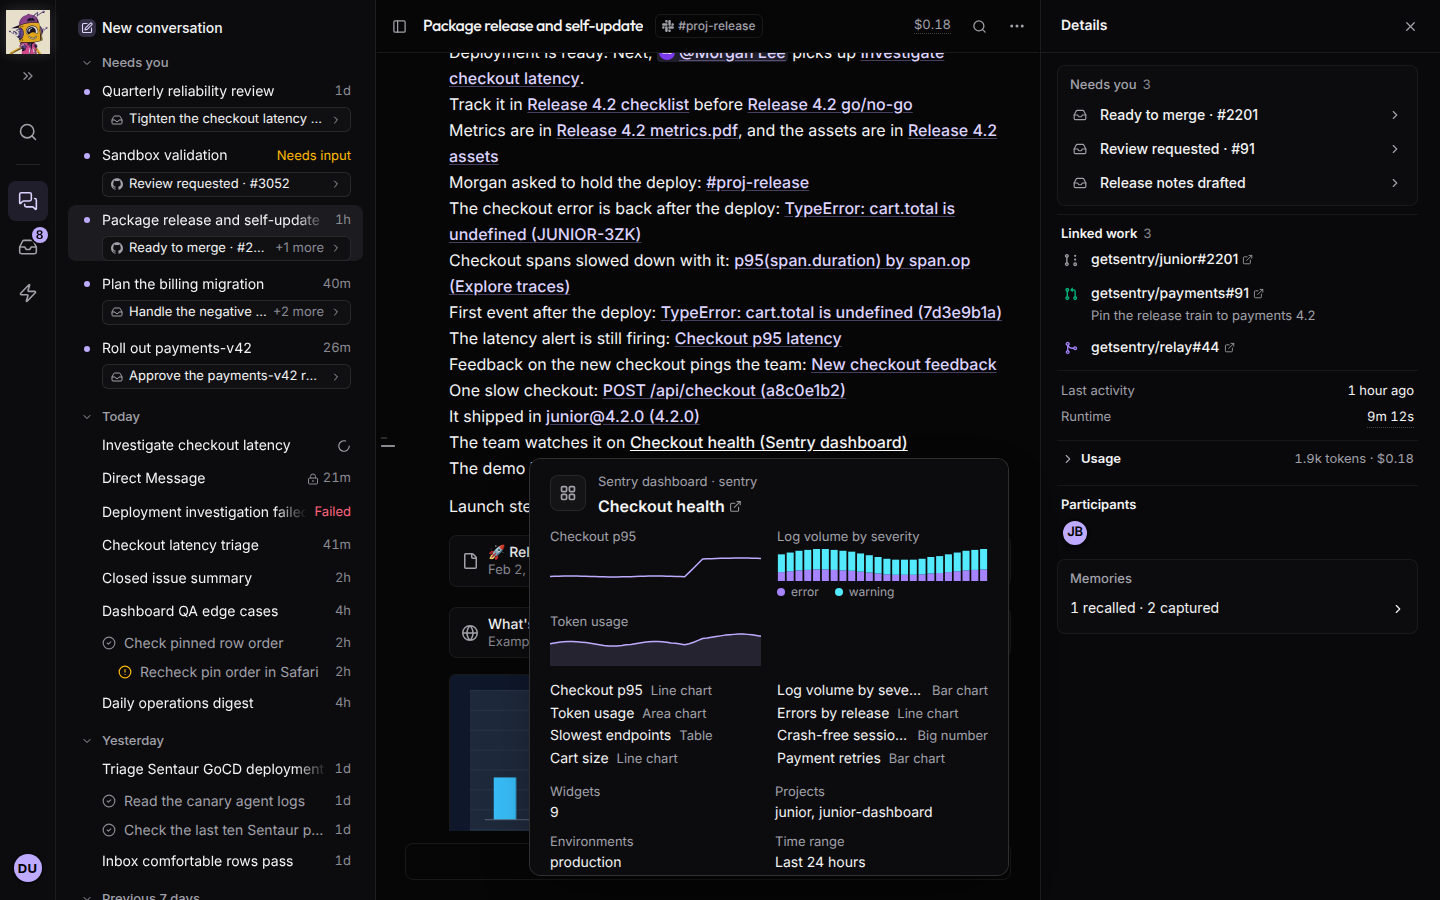 New conversation
Needs you
Quarterly reliability review 1d
Tighten the checkout latency ...
Sandbox validation Needs input
Review requested · #3052
Package release and self-update 1h
Ready to merge · #2... +1 more
8
Plan the billing migration 40m
Handle the negative ... +2 more
Roll out payments-v42 26m
Approve the payments-v42 r...
Today
Investigate checkout latency
Direct Message 21m
Deployment investigation failed Failed
Checkout latency triage 41m
Closed issue summary 2h
Dashboard QA edge cases 4h
Check pinned row order 2h
Recheck pin order in Safari 2h
Daily operations digest 4h
Yesterday
Triage Sentaur GoCD deployment 1d
Read the canary agent logs 1d
Check the last ten Sentaur p... 1d
Inbox comfortable rows pass 1d
Previous 7 days
DU
Package release and self-update #proj-release $0.18
Deployment is ready. Next, @Morgan Lee picks up Investigate
checkout latency.
Track it in Release 4.2 checklist before Release 4.2 go/no-go
Metrics are in Release 4.2 metrics.pdf, and the assets are in Release 4.2
assets
Morgan asked to hold the deploy: #proj-release
The checkout error is back after the deploy: TypeError: cart.total is
undefined (JUNIOR-3ZK)
Checkout spans slowed down with it: p95(span.duration) by span.op
(Explore traces)
First event after the deploy: TypeError: cart.total is undefined (7d3e9b1a)
The latency alert is still firing: Checkout p95 latency
Feedback on the new checkout pings the team: New checkout feedback
One slow checkout: POST /api/checkout (a8c0e1b2)
It shipped in junior@4.2.0 (4.2.0)
The team watches it on Checkout health (Sentry dashboard)
The demo
Launch ste
🚀 Rel
Feb 2,
What's
Examp
Sentry dashboard · sentry
Checkout health
Checkout p95
Log volume by severity
error warning
Token usage
Checkout p95 Line chart
Log volume by seve... Bar chart
Token usage Area chart
Errors by release Line chart
Slowest endpoints Table
Crash-free sessio... Big number
Cart size Line chart
Payment retries Bar chart
Widgets
9
Projects
junior, junior-dashboard
Environments
production
Time range
Last 24 hours
Details
Needs you 3
Ready to merge · #2201
Review requested · #91
Release notes drafted
Linked work 3
getsentry/junior#2201
getsentry/payments#91
Pin the release train to payments 4.2
getsentry/relay#44
Last activity 1 hour ago
Runtime 9m 12s
Usage 1.9k tokens · $0.18
Participants
JB
Memories
1 recalled · 2 captured